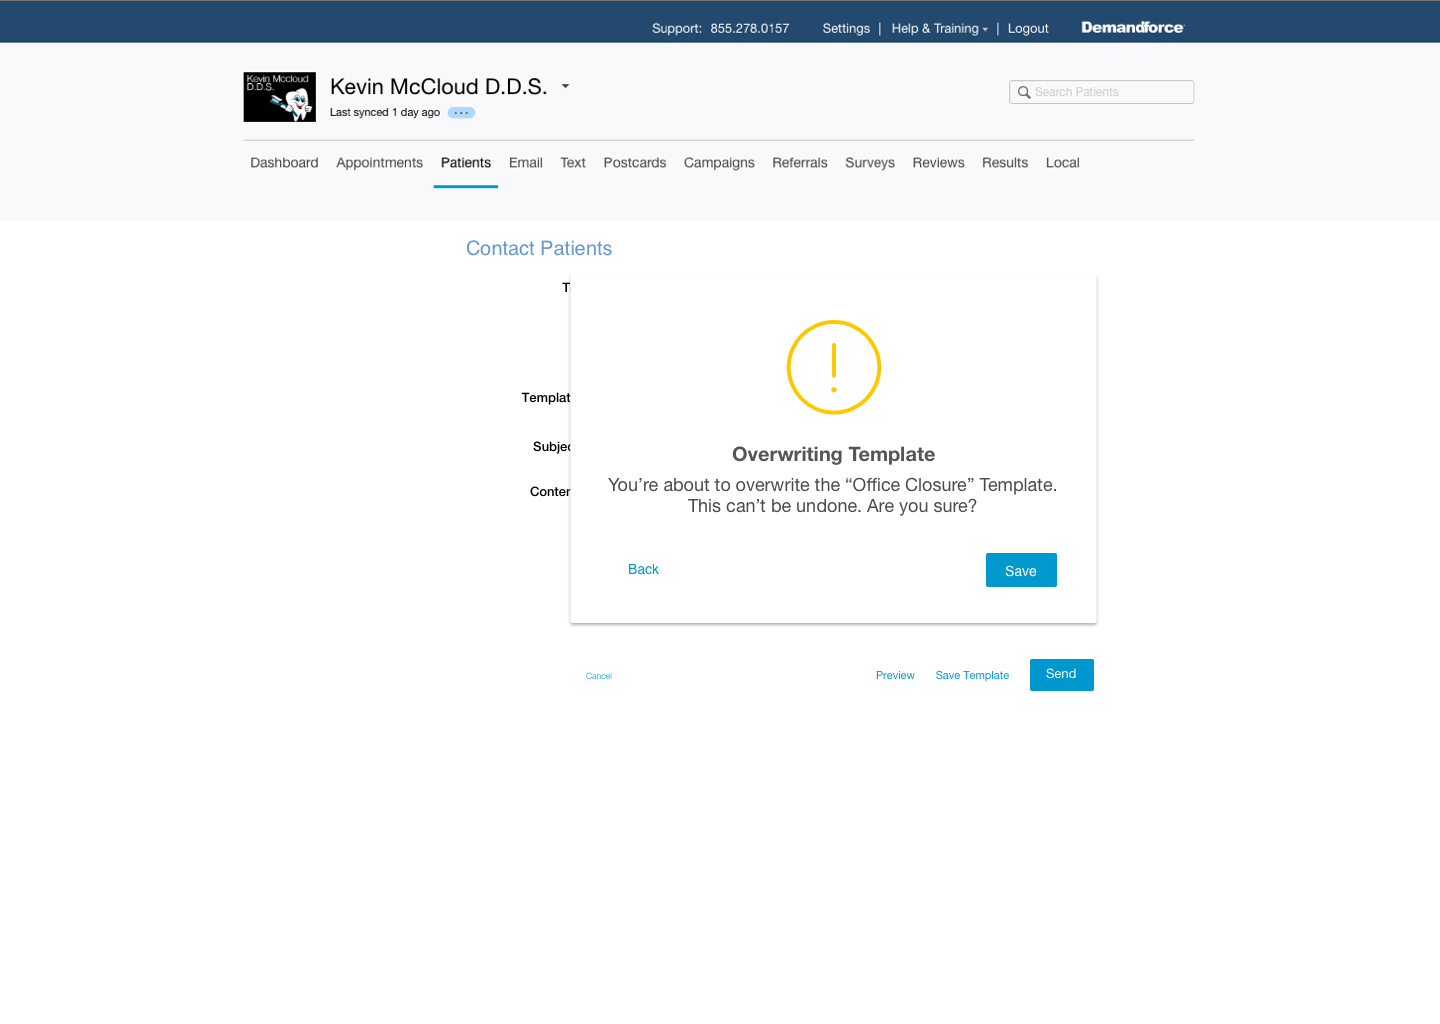 Support: 855.278.0157 Settings | Help & Training | Logout Demandforce
Kevin Mccloud
D.D.S.
Kevin McCloud D.D.S.
Last synced 1 day ago
Search Patients
Dashboard Appointments Patients Email Text Postcards Campaigns Referrals Surveys Reviews Results Local
Contact Patients
T
Templat
Subjec
Conten
Overwriting Template
You’re about to overwrite the “Office Closure” Template.
This can’t be undone. Are you sure?
Back Save
Cancel Preview Save Template Send